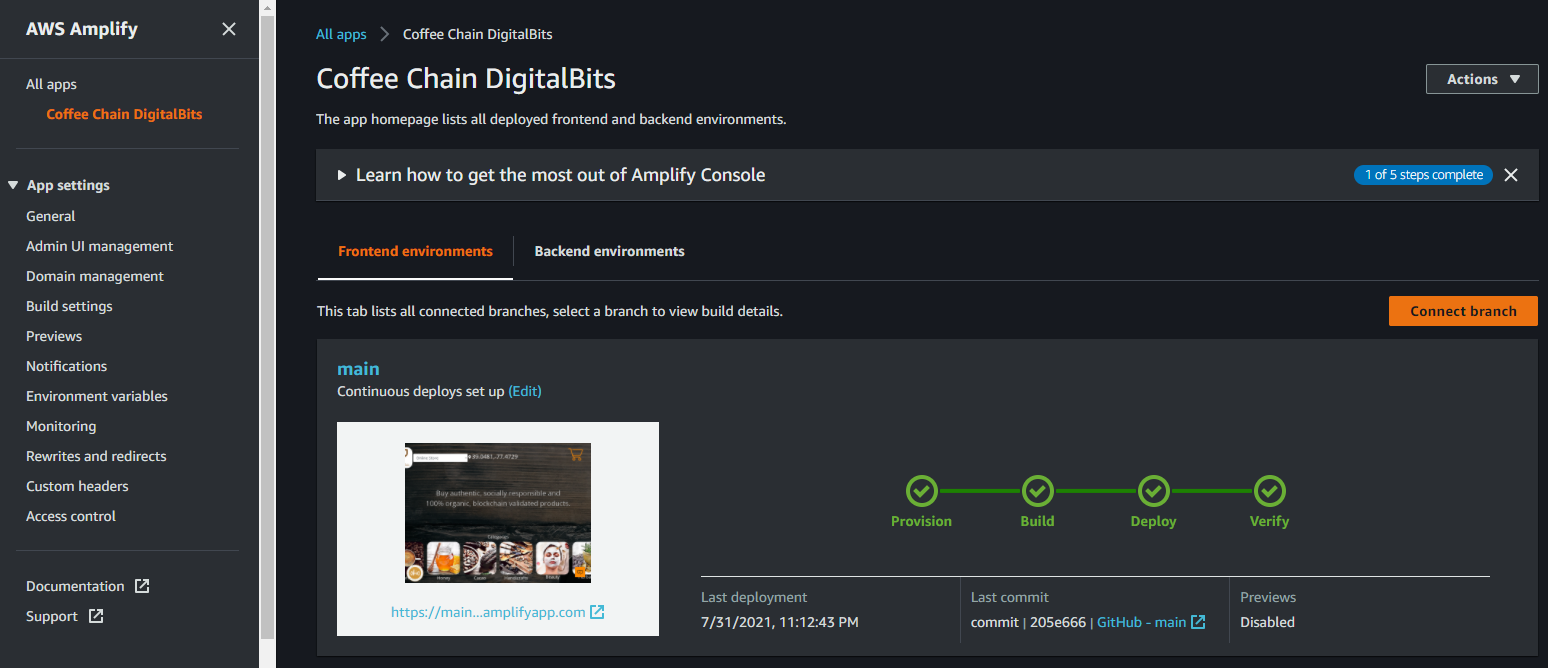 AWS Amplify
All apps
Coffee Chain DigitalBits
App settings
General
Admin UI management
Domain management
Build settings
Previews
Notifications
Environment variables
Monitoring
Rewrites and redirects
Custom headers
Access control
Documentation
Support
All apps
Coffee Chain DigitalBits
Coffee Chain DigitalBits
Actions
The app homepage lists all deployed frontend and backend environments.
Learn how to get the most out of Amplify Console
1 of 5 steps complete
Frontend environments
Backend environments
This tab lists all connected branches, select a branch to view build details.
Connect branch
main
Continuous deploys set up (Edit)
Buy authentic, socially responsible and
100% organic, blockchain validated products.
Categories
Honey
Cacao
Handicrafts
Beauty
https://main...amplifyapp.com
Provision
Build
Deploy
Verify
Last deployment
7/31/2021, 11:12:43 PM
Last commit
commit | 205e666 | GitHub - main
Previews
Disabled